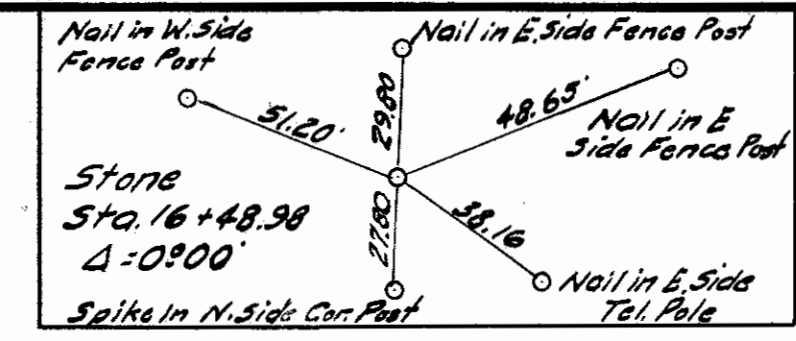 Nail in W. Side
Fence Post
Nail in E. Side Fence Post
51.20'
29.80
48.65'
Nail in E
Side Fence Post
Stone
Sta. 16+48.98
Δ=0°00'
27.80
38.16
Spike in N. Side Cor. Post
Nail in E. Side
Tel. Pole